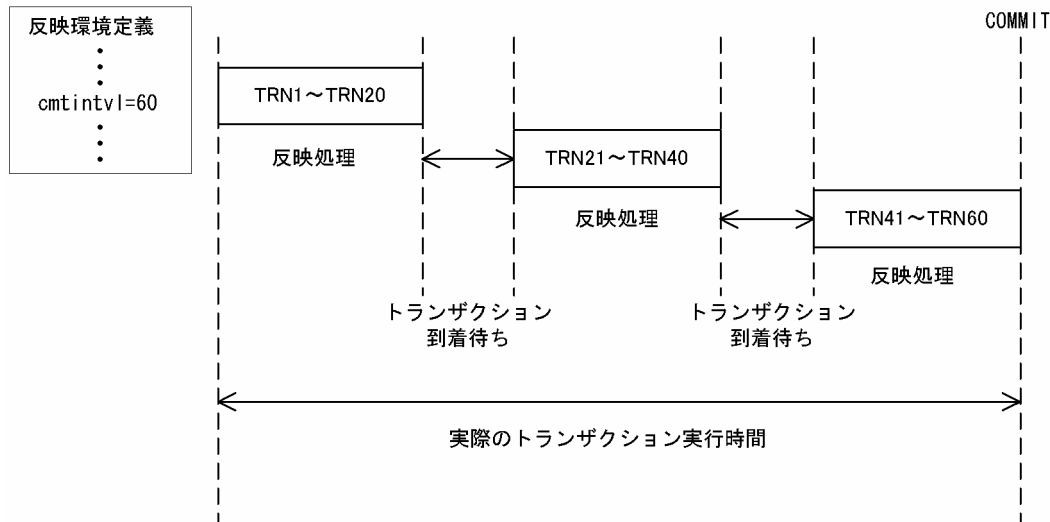 反映環境定義
・
・
・
cmtintvl=60
・
・
・
COMMIT
TRN1～TRN20
反映処理
TRN21～TRN40
反映処理
TRN41～TRN60
反映処理
トランザクション
到着待ち
トランザクション
到着待ち
実際のトランザクション実行時間